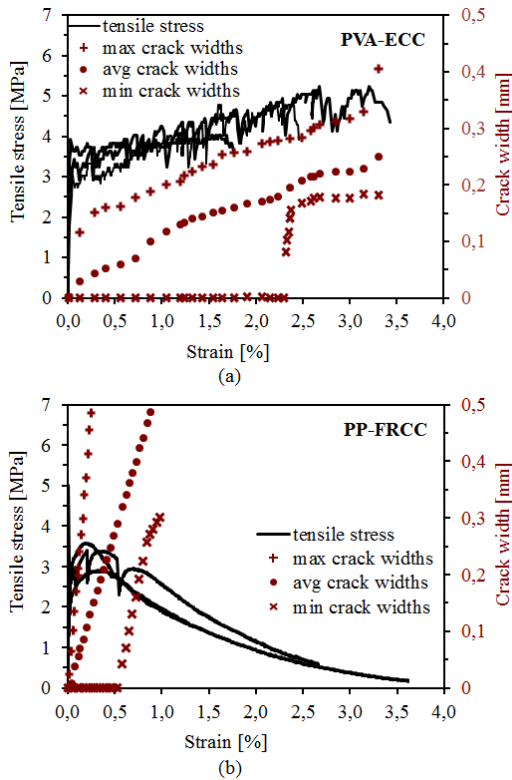 PVA-ECC
tensile stress
max crack widths
avg crack widths
min crack widths
Tensile stress [MPa]
7
6
5
4
3
2
1
0
Crack width [mm]
0,5
0,4
0,3
0,2
0,1
0
0,0 0,5 1,0 1,5 2,0 2,5 3,0 3,5 4,0
Strain [%]
(a)
PP-FRCC
tensile stress
max crack widths
avg crack widths
min crack widths
Tensile stress [MPa]
7
6
5
4
3
2
1
0
Crack width [mm]
0,5
0,4
0,3
0,2
0,1
0
0,0 0,5 1,0 1,5 2,0 2,5 3,0 3,5 4,0
Strain [%]
(b)